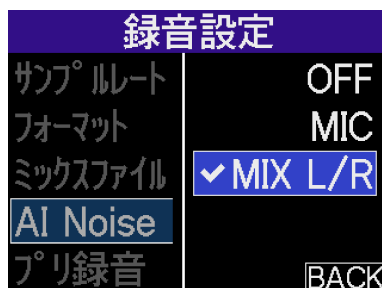 録音設定
サンプルレート
フォーマット
ミックスファイル
AI Noise
プリ録音
OFF
MIC
✔MIX L/R
BACK